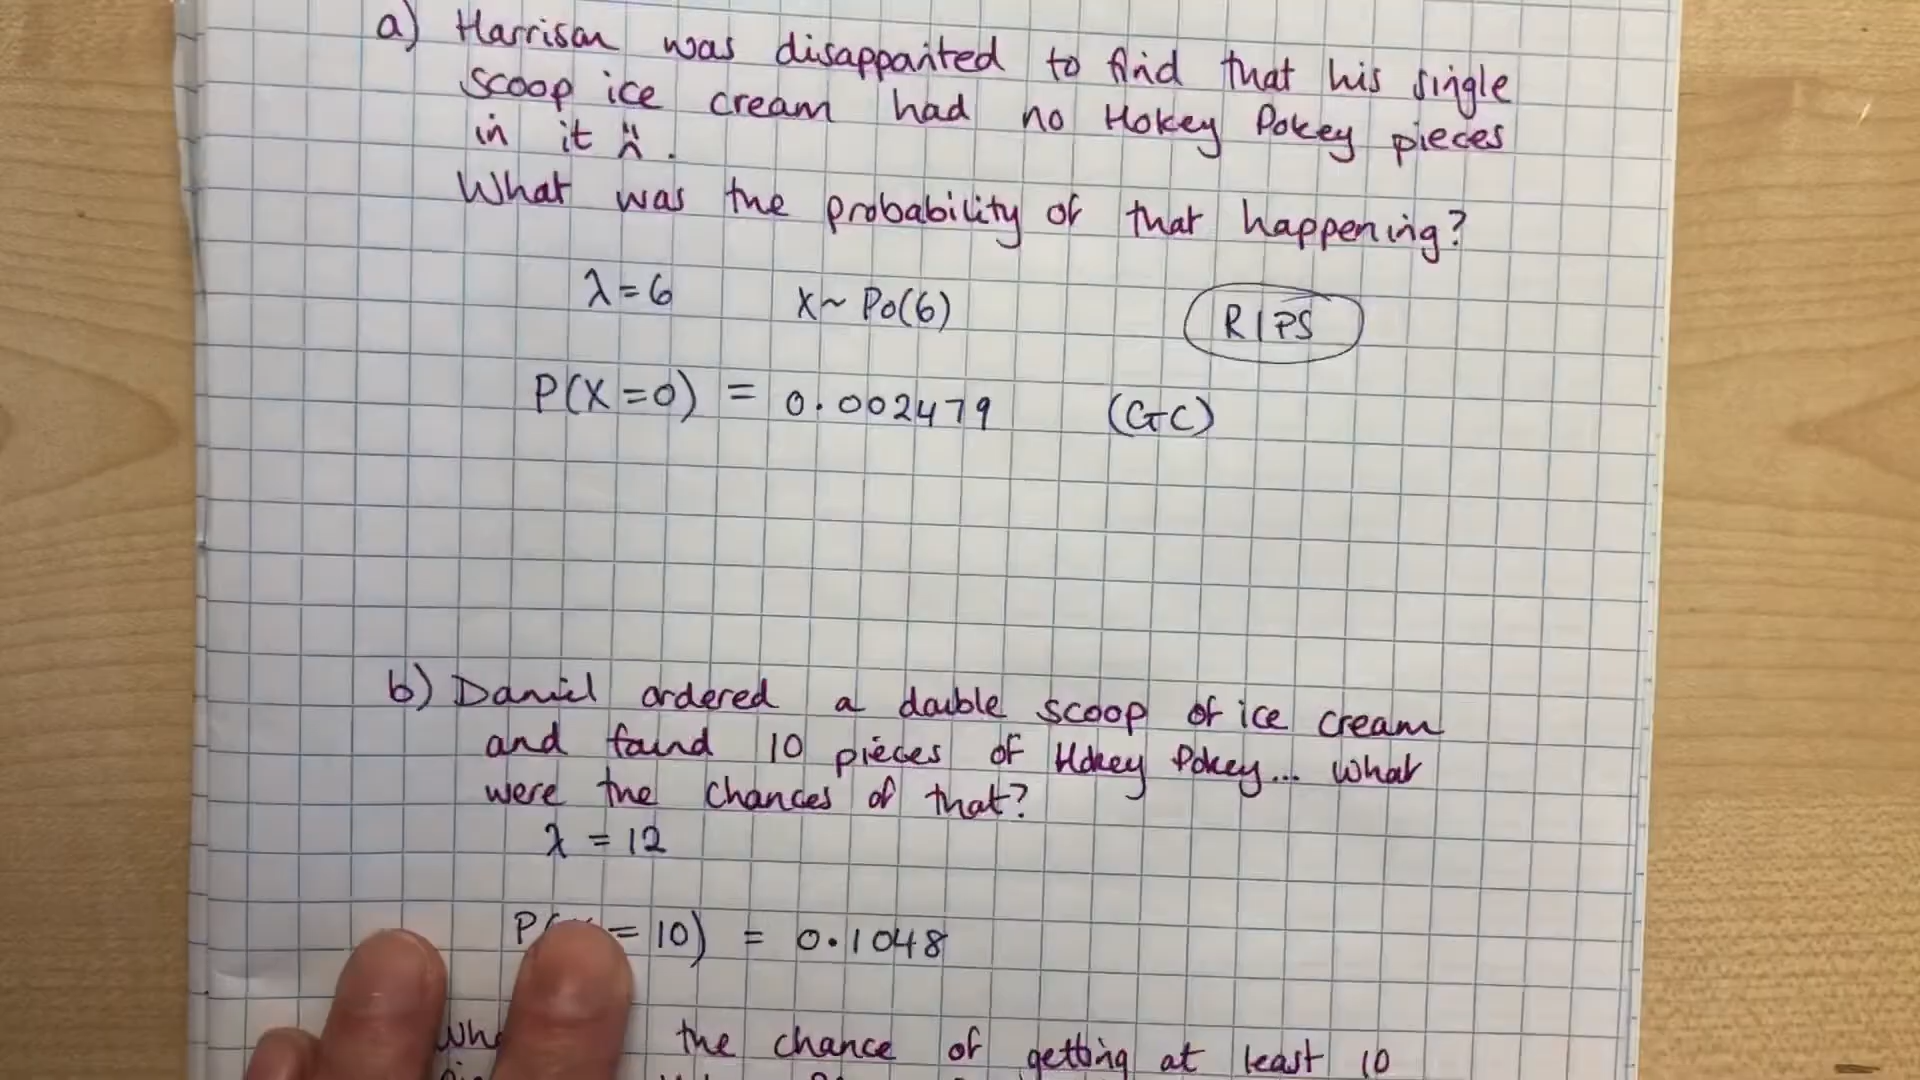 a) Harrison was disappointed to find that his single
scoop ice cream had no Hokey Pokey pieces
in it
What was the probability of that happening?
λ = 6 X ~ Po(6) RIPS
P(X = 0) = 0.002479 (GC)
b) Daniel ordered a double scoop of ice cream
and found 10 pieces of Hokey Pokey... What
were the chances of that?
λ = 12
P( = 10) = 0.1048
the chance of getting at least 10